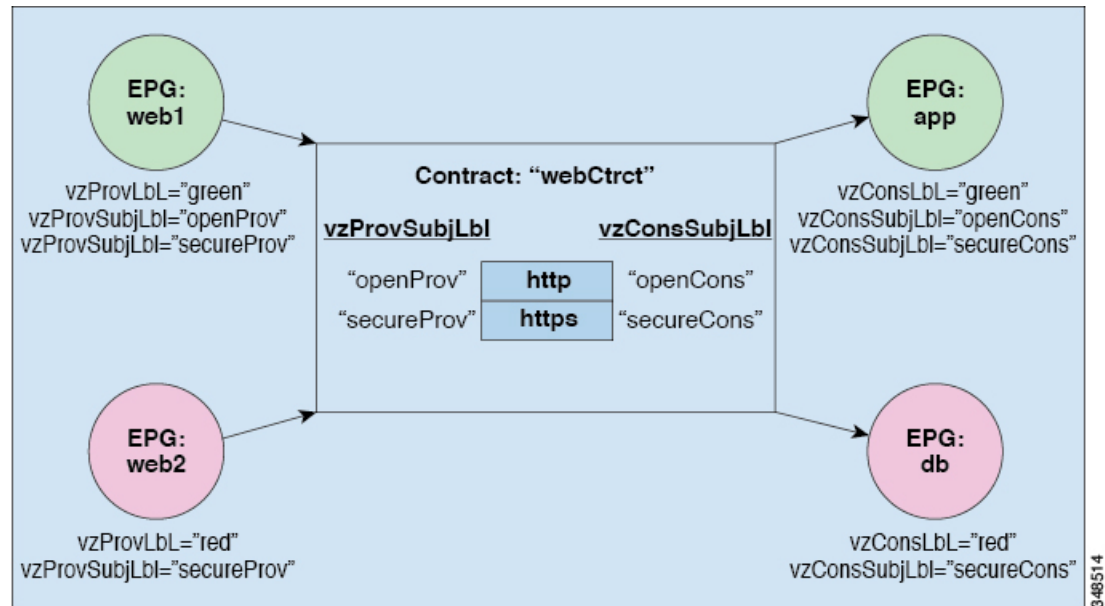 EPG:
web1
vzProvLbL="green"
vzProvSubjLbl="openProv"
vzProvSubjLbl="secureProv"
EPG:
app
vzConsLbL="green"
vzConsSubjLbl="openCons"
vzConsSubjLbl="secureCons"
Contract: “webCtrct”
vzProvSubjLbl vzConsSubjLbl
“openProv” http “openCons”
“secureProv” https “secureCons”
EPG:
web2
vzProvLbL="red"
vzProvSubjLbl="secureProv"
EPG:
db
vzConsLbL="red"
vzConsSubjLbl="secureCons"
348514